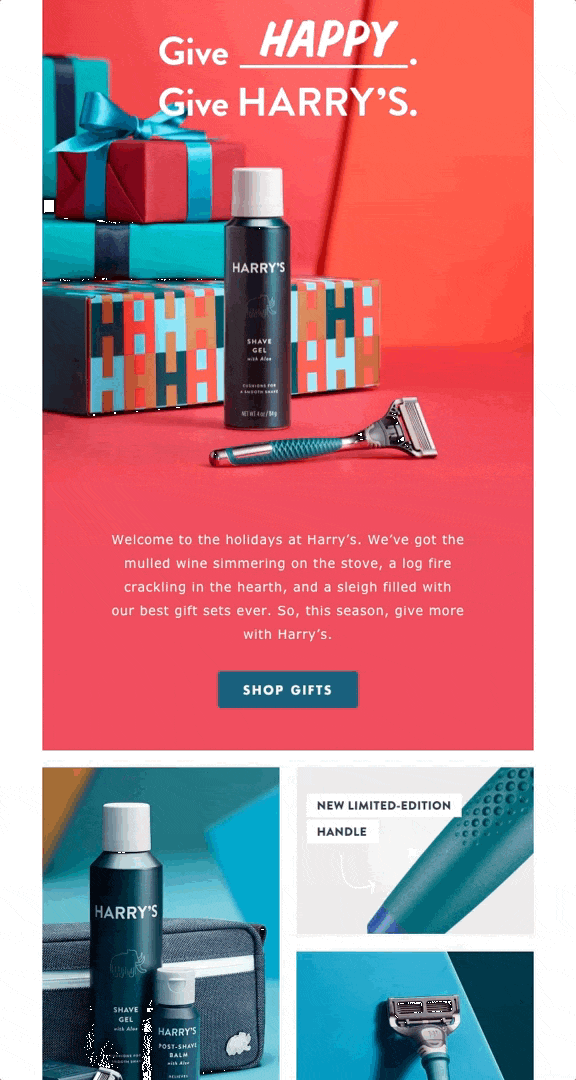 Give HAPPY.
Give HARRY’S.
HARRY’S
SHAVE
GEL
with Aloe
CUSHIONS FOR
A SMOOTH SHAVE
NET WT 4 oz / 114 g
Welcome to the holidays at Harry’s. We’ve got the
mulled wine simmering on the stove, a log fire
crackling in the hearth, and a sleigh filled with
our best gift sets ever. So, this season, give more
with Harry’s.
SHOP GIFTS
NEW LIMITED-EDITION
HANDLE
HARRY’S
SHAVE
GEL
with Aloe
HARRY’S
POST-SHAVE
BALM
with Aloe
RELIEVES